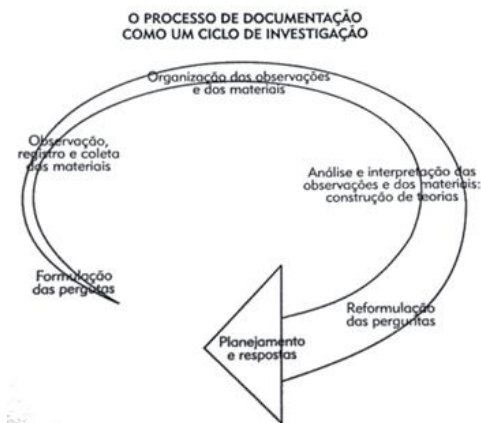 O PROCESSO DE DOCUMENTAÇÃO
COMO UM CICLO DE INVESTIGAÇÃO
Organização das observações
e dos materiais
Observação,
registro e coleta
dos materiais
Análise e interpretação das
observações e dos materiais:
construção de teorias
Formulação
das pergutas
Reformulação
das perguntas
Planejamento
e respostas